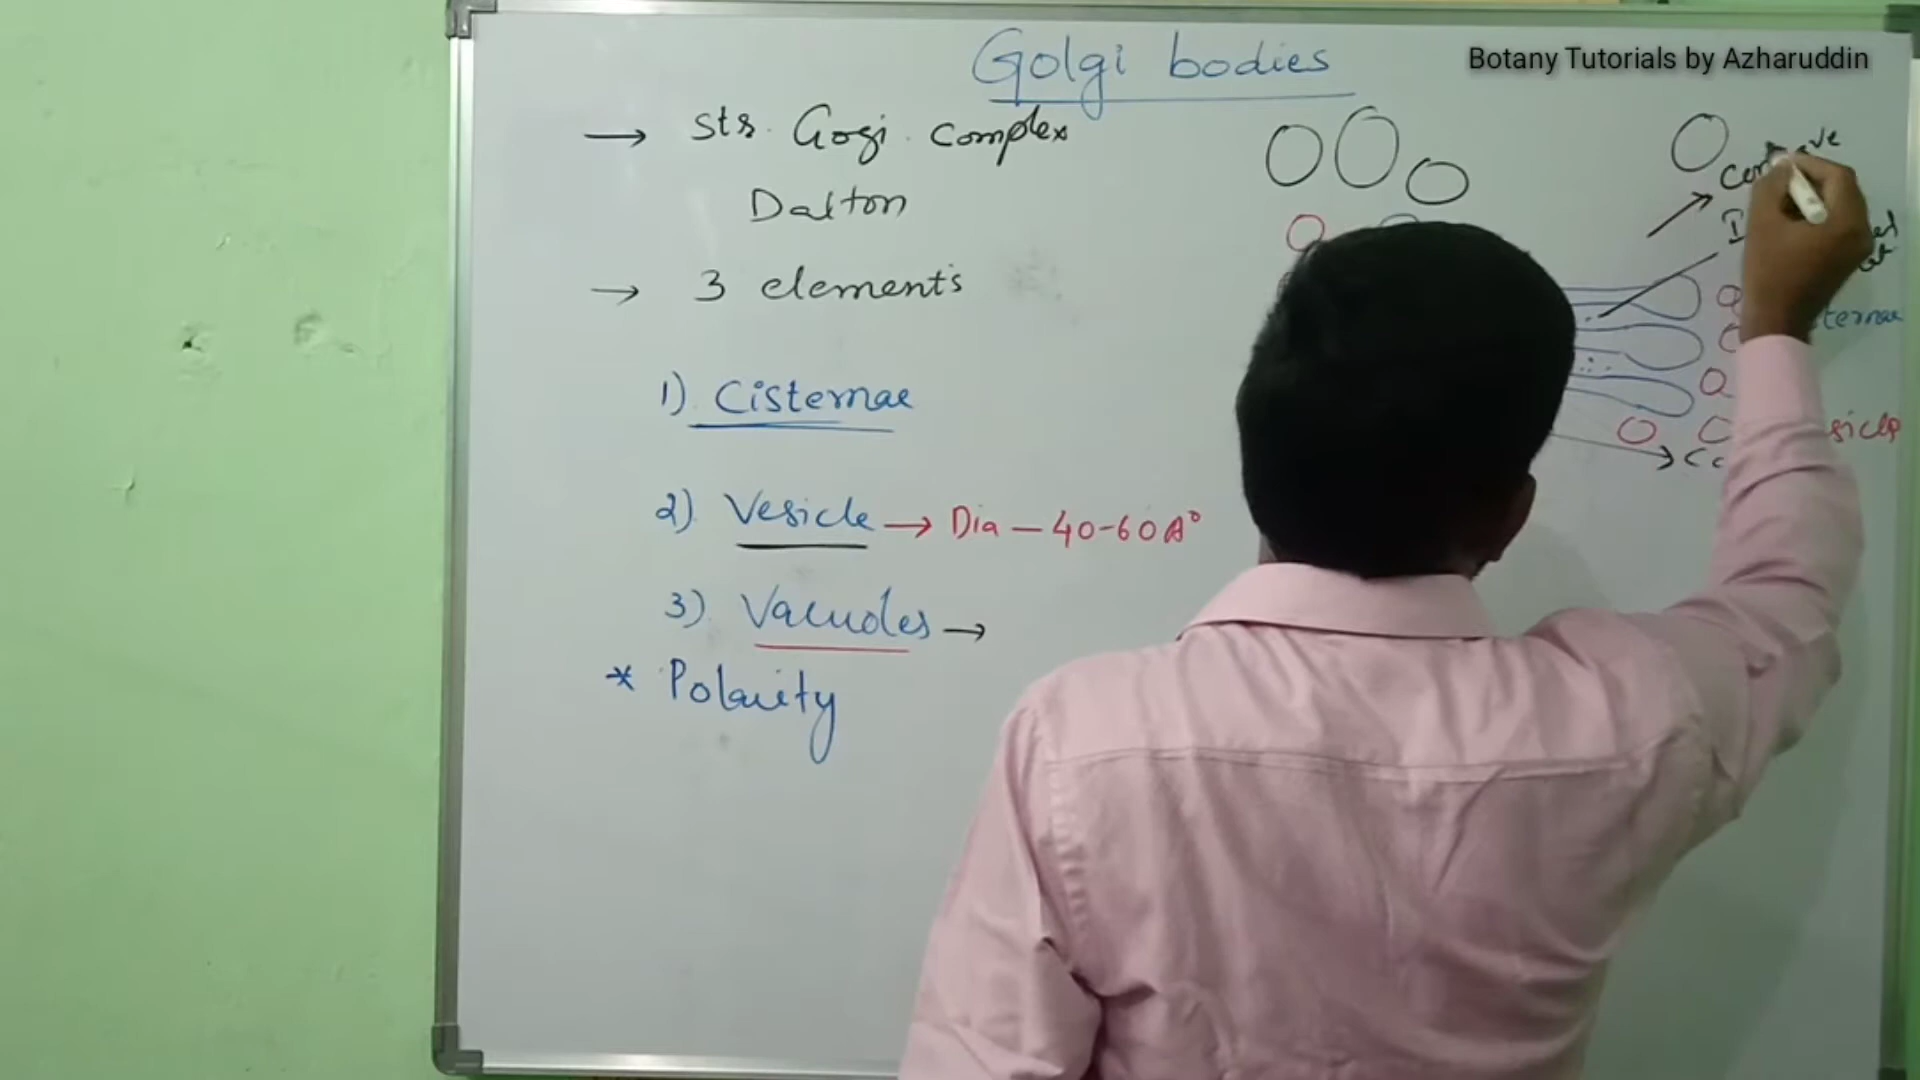 Golgi bodies
Botany Tutorials by Azharuddin
→ Sts. Gogi. Complex
Dalton
→ 3 elements
1) Cisternae
2) Vesicle → Dia - 40-60 A°
3) Vacuoles →
* Polarity